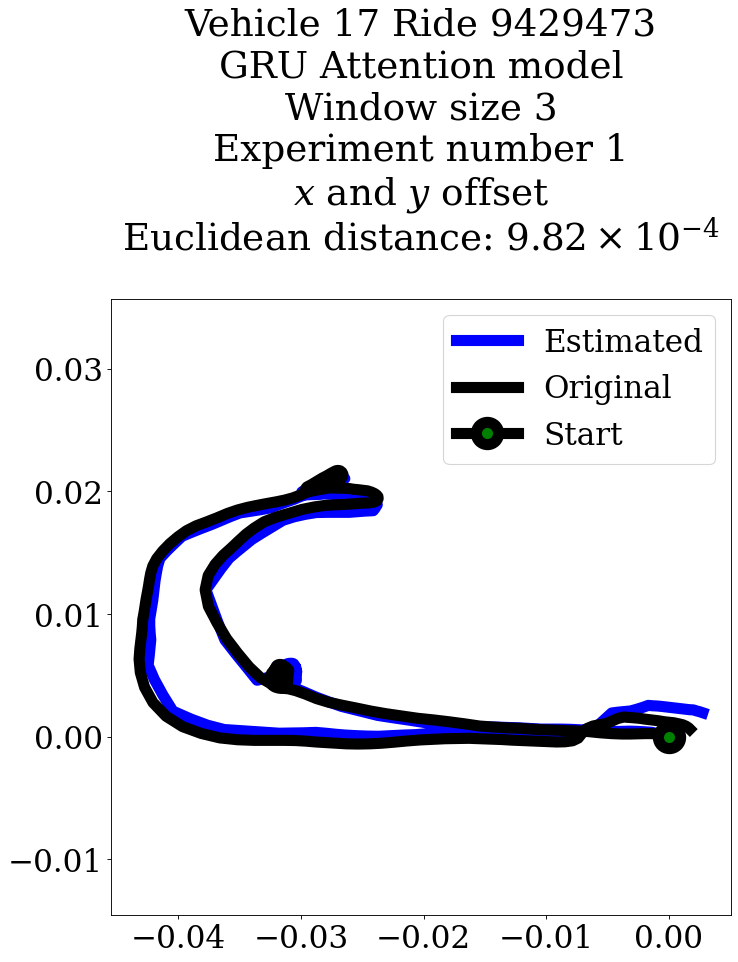 Vehicle 17 Ride 9429473
GRU Attention model
Window size 3
Experiment number 1
x and y offset
Euclidean distance: 9.82 × 10⁻⁴
Estimated
Original
Start
0.03
0.02
0.01
0.00
−0.01
−0.04 −0.03 −0.02 −0.01 0.00